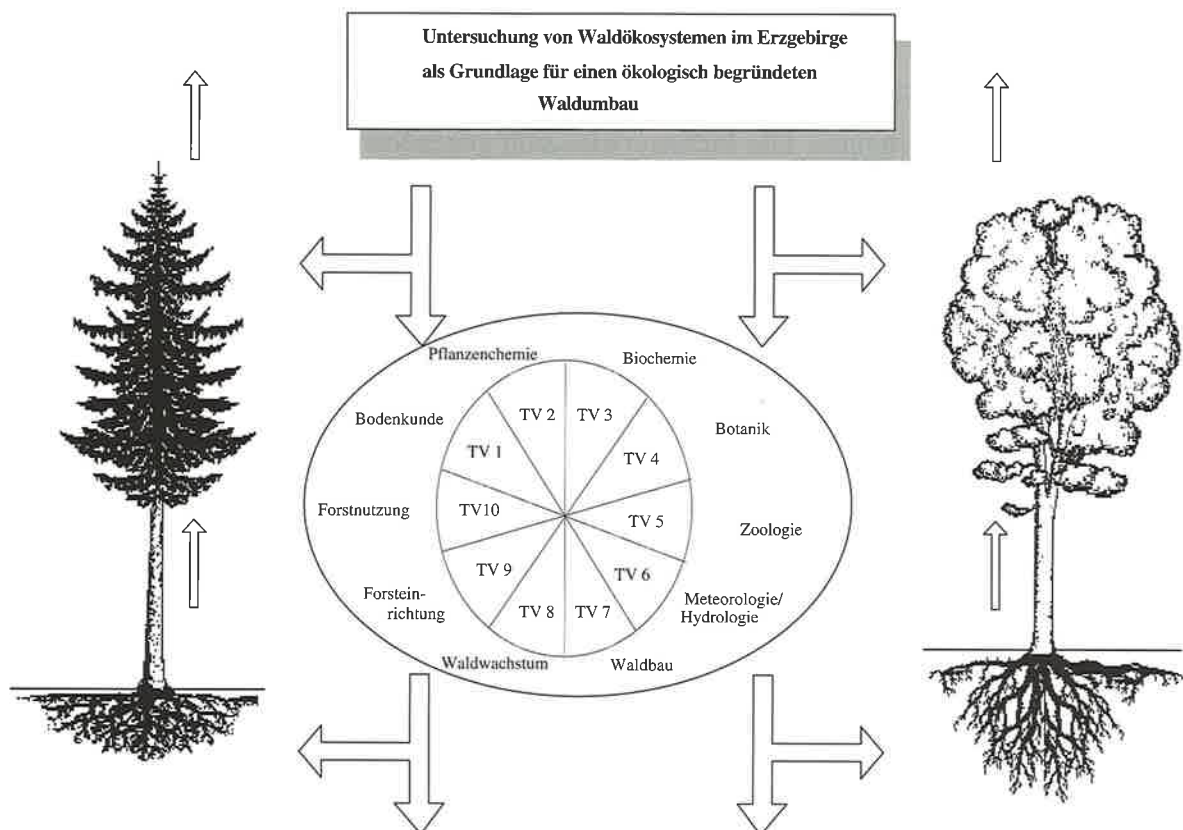 Untersuchung von Waldökosystemen im Erzgebirge
als Grundlage für einen ökologisch begründeten
Waldumbau
Pflanzenchemie
Biochemie
Bodenkunde
Botanik
TV 2
TV 3
TV 1
TV 4
Forstnutzung
TV10
TV 5
Zoologie
TV 9
TV 6
Forstein-
richtung
TV 8
TV 7
Meteorologie/
Hydrologie
Waldwachstum
Waldbau